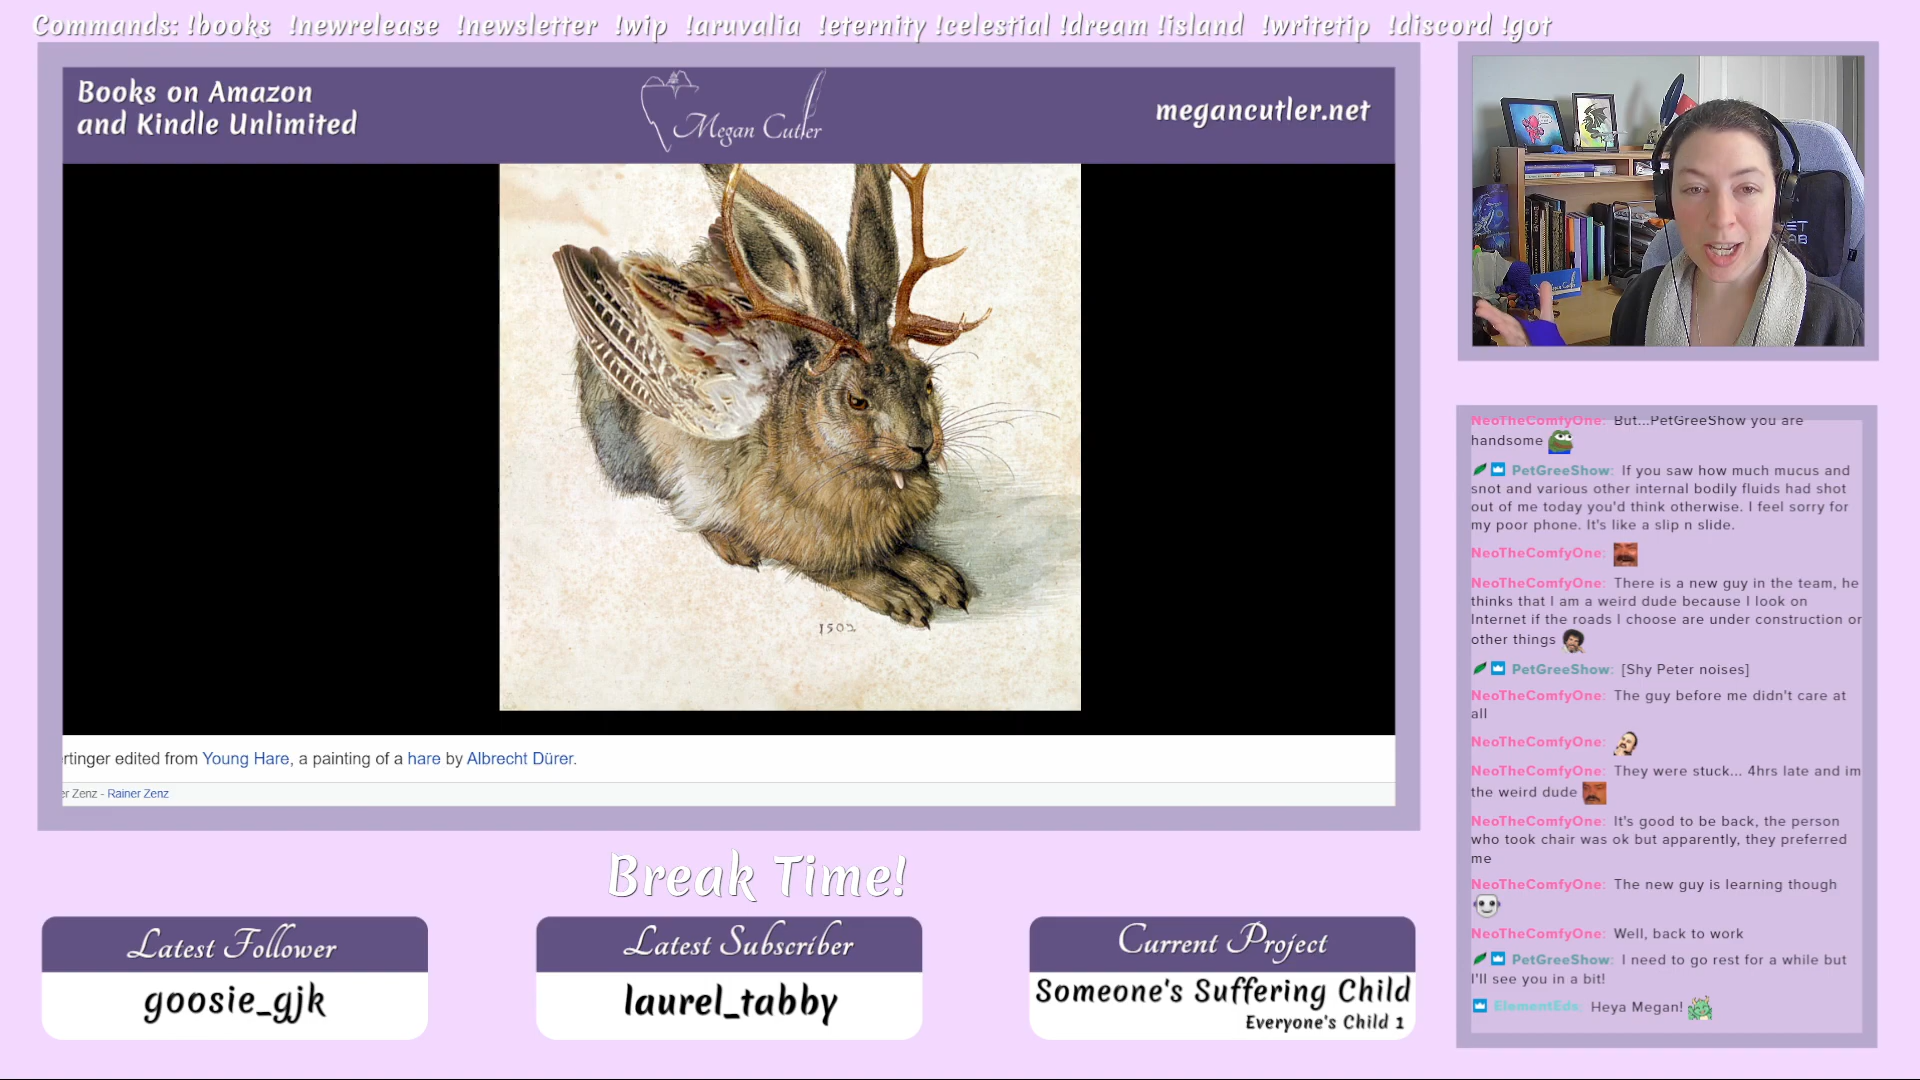 Commands: !books !newrelease !newsletter !wip !aruvalia !eternity !celestial !dream !island !writetip !discord !got
Books on Amazon
and Kindle Unlimited
Megan Cutler
megancutler.net
1502
edited from Young Hare, a painting of a hare by Albrecht Dürer.
Zenz - Rainer Zenz
Break Time!
Latest Follower
goosie_gjk
Latest Subscriber
laurel_tabby
Current Project
Someone's Suffering Child
Everyone's Child 1
NeoTheComfyOne: But...PetGreeShow you are
handsome
PetGreeShow: If you saw how much mucus and
snot and various other internal bodily fluids had shot
out of me today you'd think otherwise. I feel sorry for
my poor phone. It's like a slip n slide.
NeoTheComfyOne:
NeoTheComfyOne: There is a new guy in the team, he
thinks that I am a weird dude because I look on
Internet if the roads I choose are under construction or
other things
PetGreeShow: [Shy Peter noises]
NeoTheComfyOne: The guy before me didn't care at
all
NeoTheComfyOne:
NeoTheComfyOne: They were stuck... 4hrs late and im
the weird dude
NeoTheComfyOne: It's good to be back, the person
who took chair was ok but apparently, they preferred
me
NeoTheComfyOne: The new guy is learning though
NeoTheComfyOne: Well, back to work
PetGreeShow: I need to go rest for a while but
I'll see you in a bit!
ElementEds: Heya Megan!